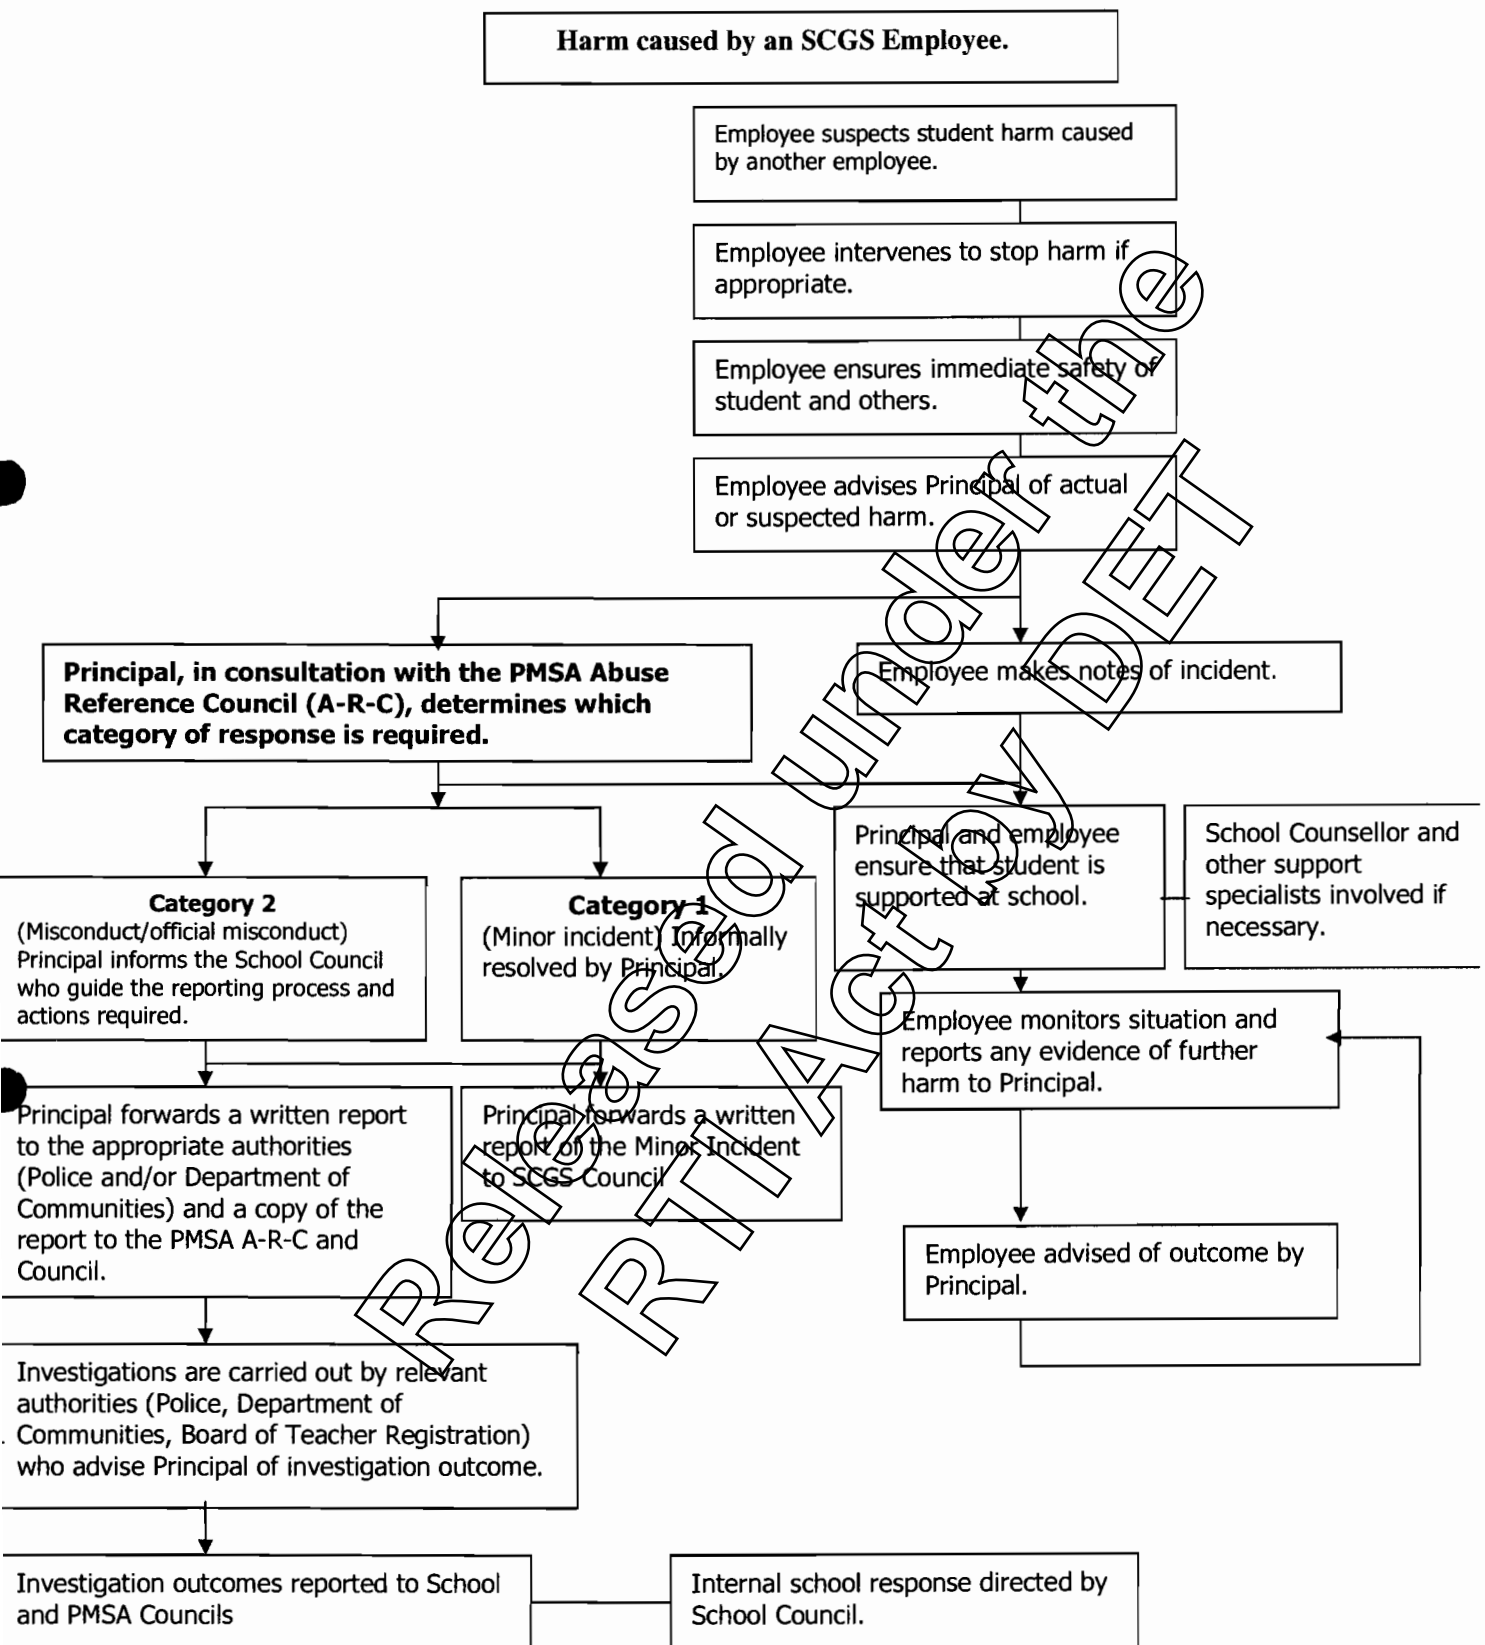 Harm caused by an SCGS Employee.
Employee suspects student harm caused
by another employee.
Employee intervenes to stop harm if
appropriate.
Employee ensures immediate safety of
student and others.
Employee advises Principal of actual
or suspected harm.
Principal, in consultation with the PMSA Abuse
Reference Council (A-R-C), determines which
category of response is required.
Employee makes notes of incident.
Category 2
(Misconduct/official misconduct)
Principal informs the School Council
who guide the reporting process and
actions required.
Category 1
(Minor incident) Informally
resolved by Principal.
Principal and employee
ensure that student is
supported at school.
School Counsellor and
other support
specialists involved if
necessary.
Employee monitors situation and
reports any evidence of further
harm to Principal.
Principal forwards a written report
to the appropriate authorities
(Police and/or Department of
Communities) and a copy of the
report to the PMSA A-R-C and
Council.
Principal forwards a written
report of the Minor Incident
to SCGS Council
Employee advised of outcome by
Principal.
Investigations are carried out by relevant
authorities (Police, Department of
Communities, Board of Teacher Registration)
who advise Principal of investigation outcome.
Investigation outcomes reported to School
and PMSA Councils
Internal school response directed by
School Council.
Released under the
RTI Act by DET